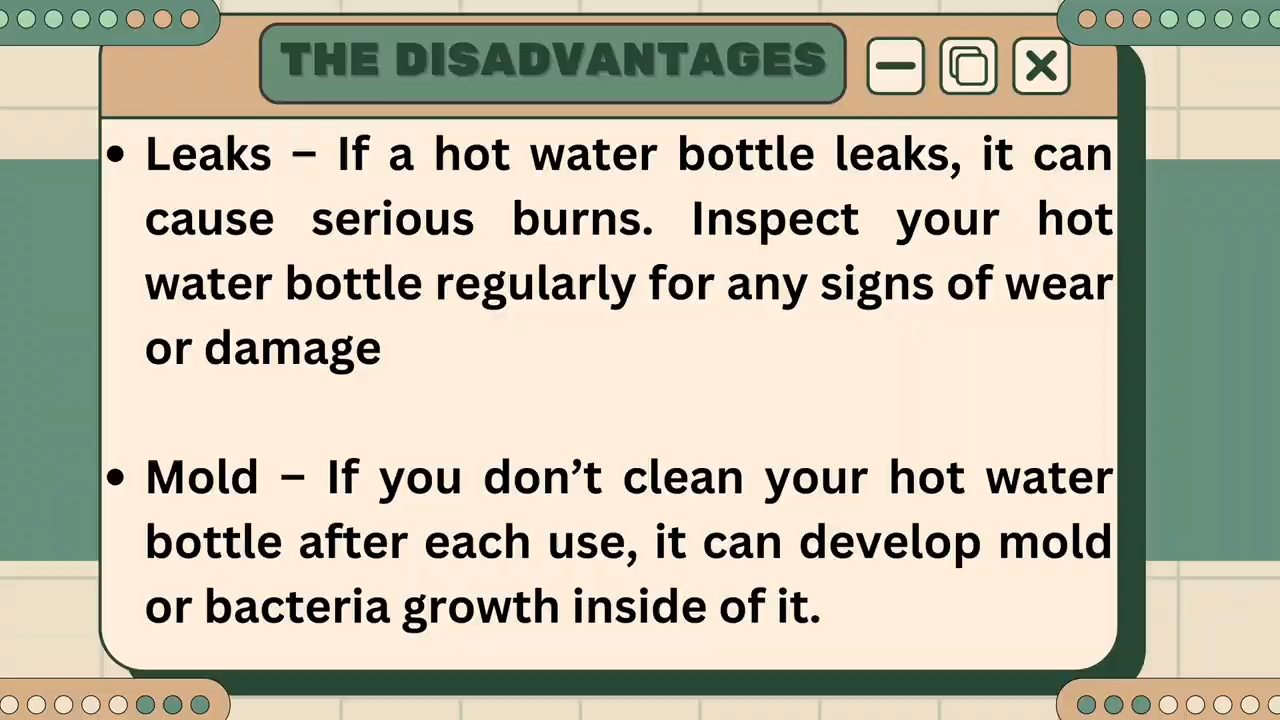 THE DISADVANTAGES
• Leaks – If a hot water bottle leaks, it can
cause serious burns. Inspect your hot
water bottle regularly for any signs of wear
or damage
• Mold – If you don’t clean your hot water
bottle after each use, it can develop mold
or bacteria growth inside of it.